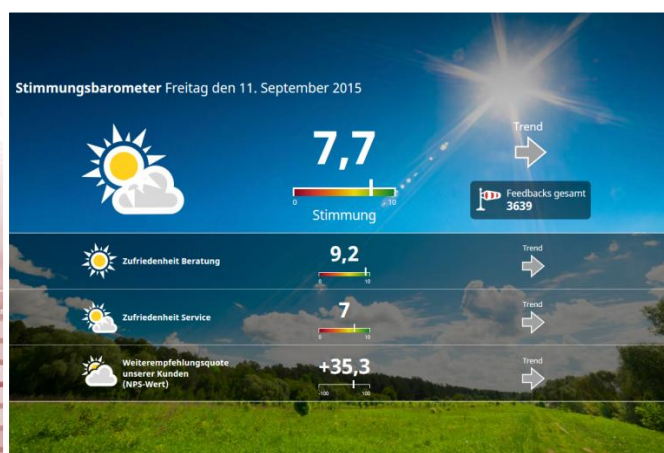 Stimmungsbarometer Freitag den 11. September 2015
7,7
0 10
Stimmung
Trend
Feedbacks gesamt
3639
Zufriedenheit Beratung
9,2
0 10
Trend
Zufriedenheit Service
7
0 10
Trend
Weiterempfehlungsquote
unserer Kunden
(NPS-Wert)
+35,3
-100 100
Trend